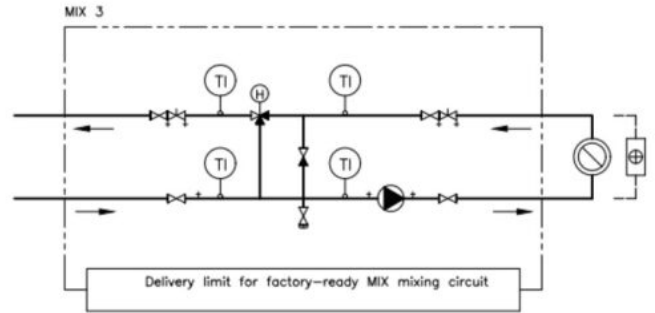 MIX 3
TI
H
TI
TI
TI
Delivery limit for factory-ready MIX mixing circuit